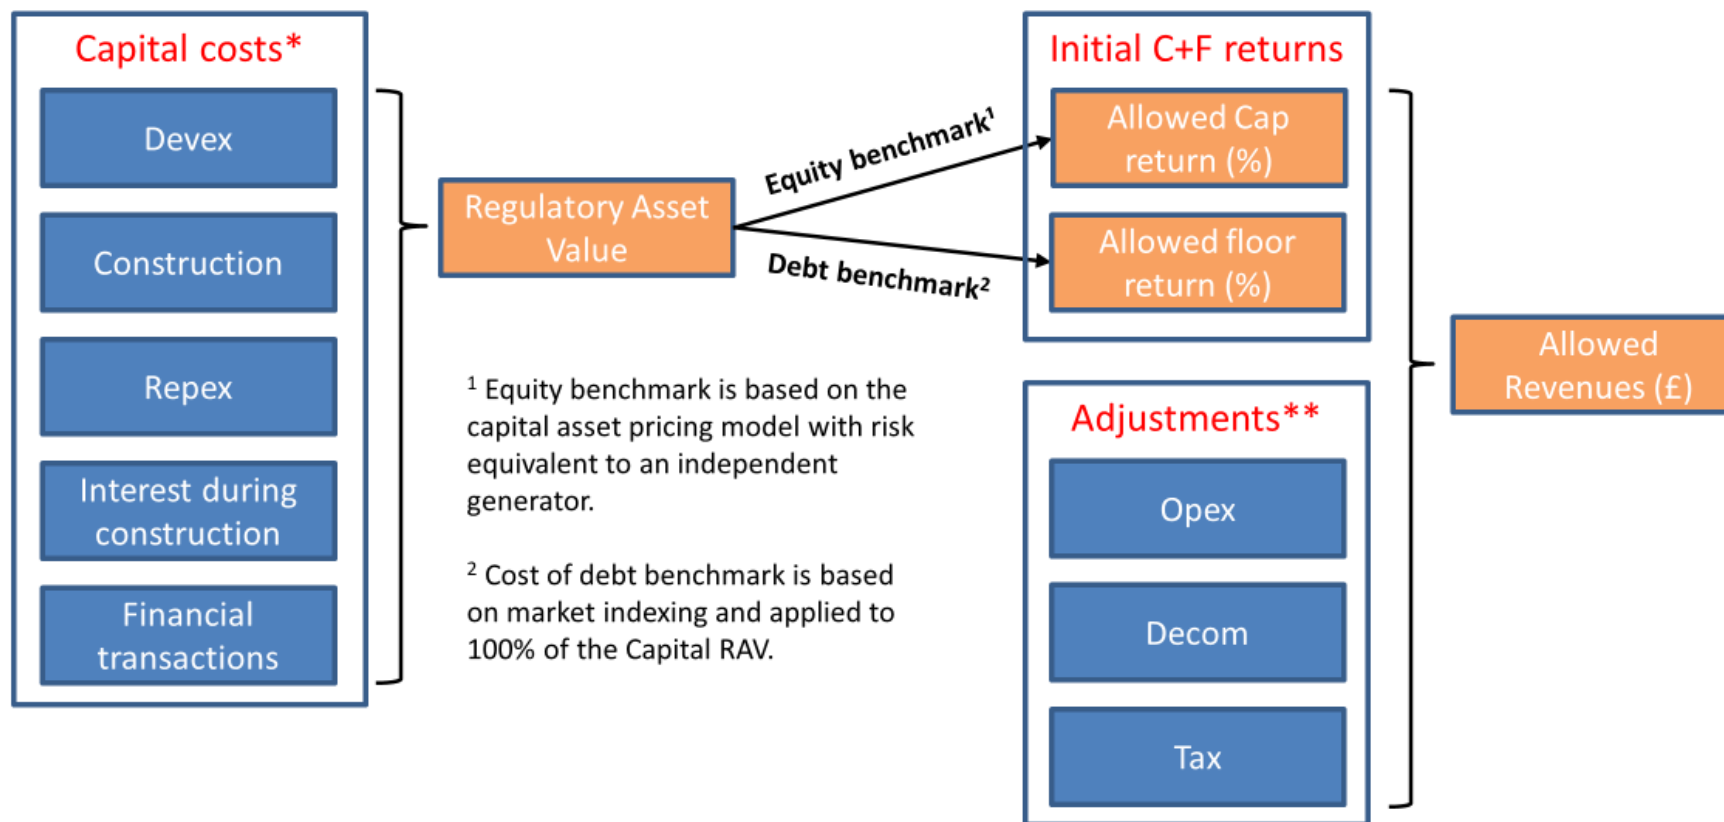 Capital costs*
Devex
Construction
Repex
Interest during
construction
Financial
transactions
Regulatory Asset
Value
Equity benchmark¹
Debt benchmark²
¹ Equity benchmark is based on the
capital asset pricing model with risk
equivalent to an independent
generator.
² Cost of debt benchmark is based
on market indexing and applied to
100% of the Capital RAV.
Initial C+F returns
Allowed Cap
return (%)
Allowed floor
return (%)
Adjustments**
Opex
Decom
Tax
Allowed
Revenues (£)